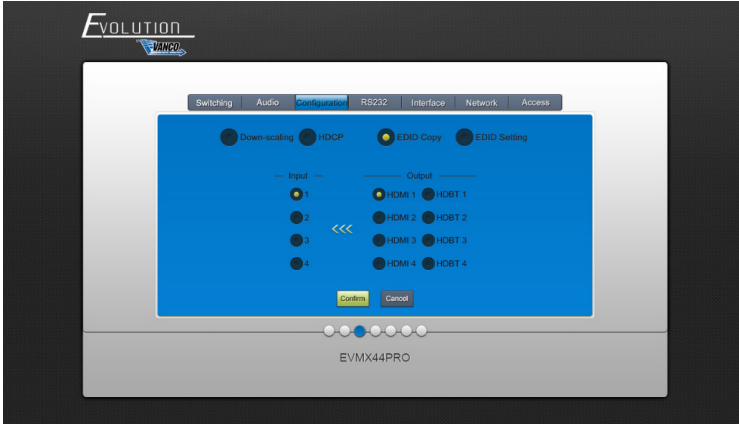 EVOLUTION
VANCO
Switching Audio Configuration RS232 Interface Network Access
Down-scaling HDCP EDID Copy EDID Setting
Input Output
1 HDMI 1 HDBT 1
2 HDMI 2 HDBT 2
<<<
3 HDMI 3 HDBT 3
4 HDMI 4 HDBT 4
Confirm Cancel
EVMX44PRO